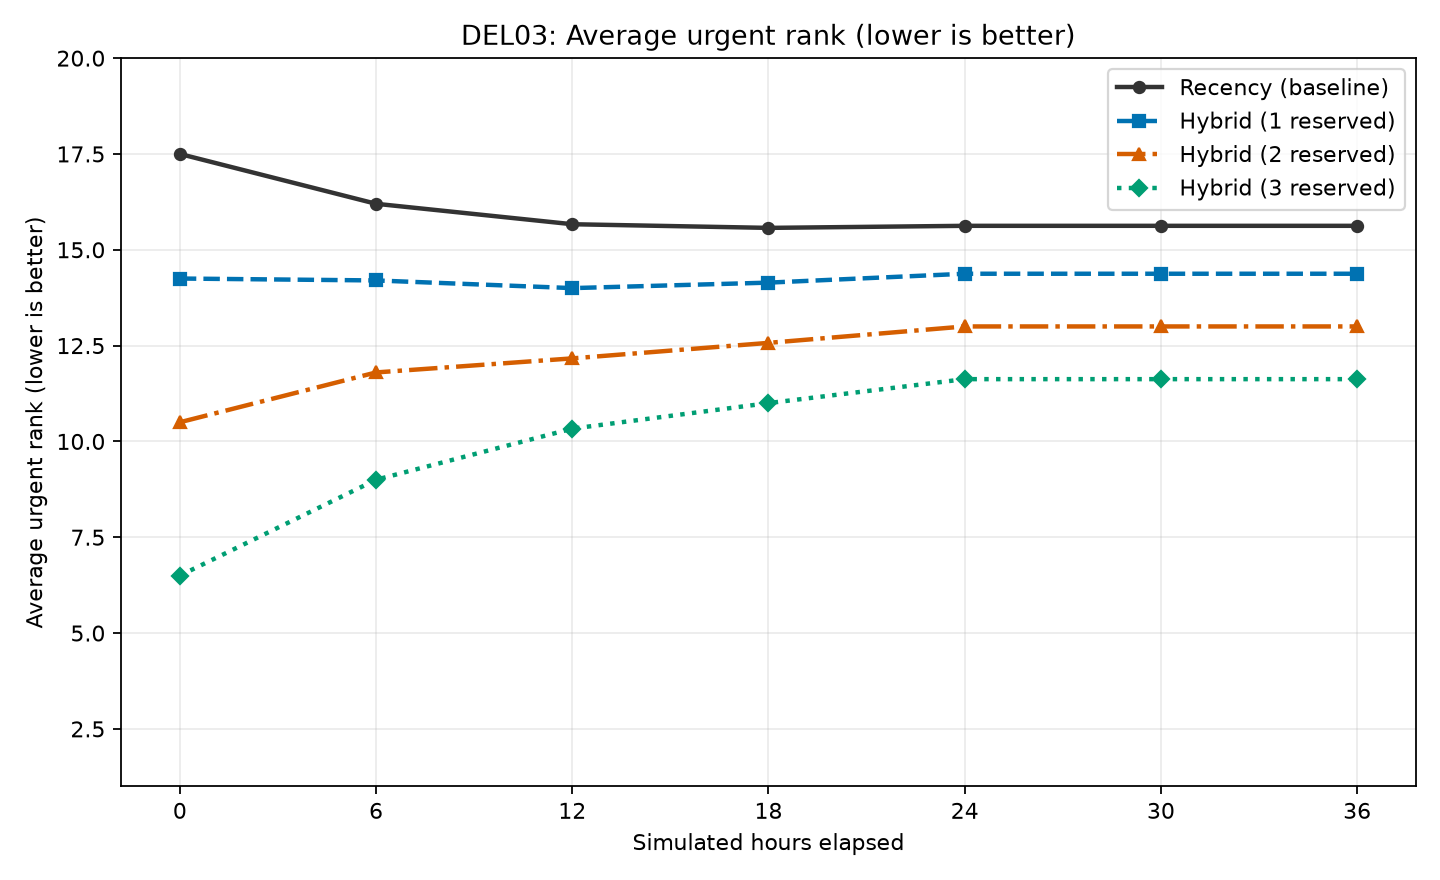 DEL03: Average urgent rank (lower is better)
Average urgent rank (lower is better)
20.0
17.5
15.0
12.5
10.0
7.5
5.0
2.5
Recency (baseline)
Hybrid (1 reserved)
Hybrid (2 reserved)
Hybrid (3 reserved)
0 6 12 18 24 30 36
Simulated hours elapsed